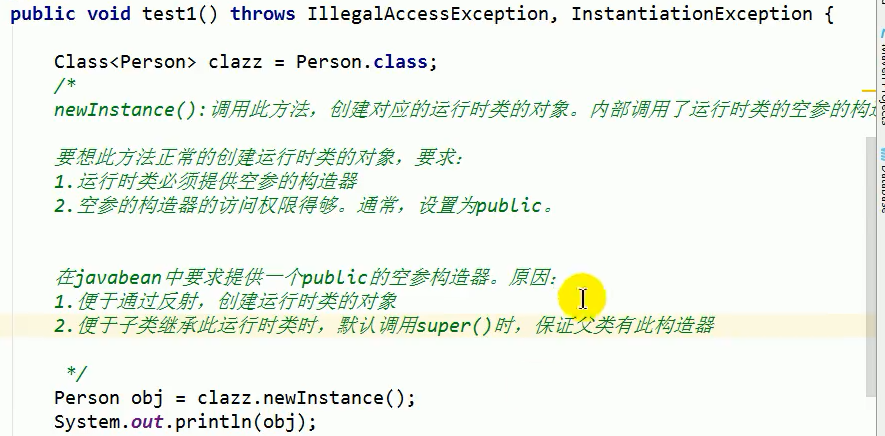 public void test1() throws IllegalAccessException, InstantiationException {
Class<Person> clazz = Person.class;
/*
newInstance():调用此方法，创建对应的运行时类的对象。内部调用了运行时类的空参的构
要想此方法正常的创建运行时类的对象，要求：
1.运行时类必须提供空参的构造器
2.空参的构造器的访问权限得够。通常，设置为public。
在javabean中要求提供一个public的空参构造器。原因：
1.便于通过反射，创建运行时类的对象
2.便于子类继承此运行时类时，默认调用super()时，保证父类有此构造器
*/
Person obj = clazz.newInstance();
System.out.println(obj);
Database